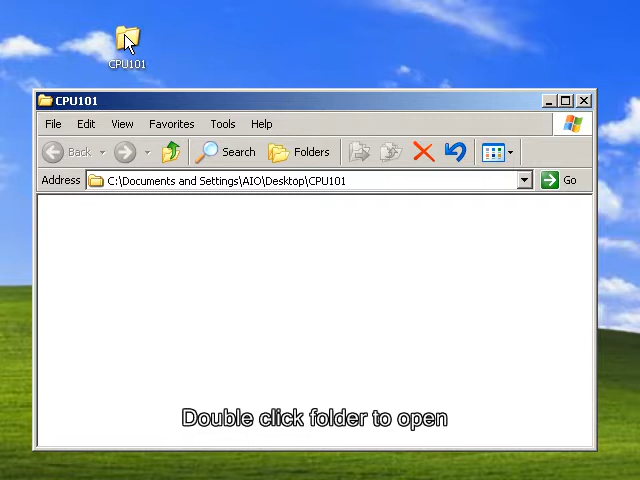 CPU101
CPU101
File Edit View Favorites Tools Help
Back Search Folders
Address C:\Documents and Settings\AIO\Desktop\CPU101 Go
Double click folder to open